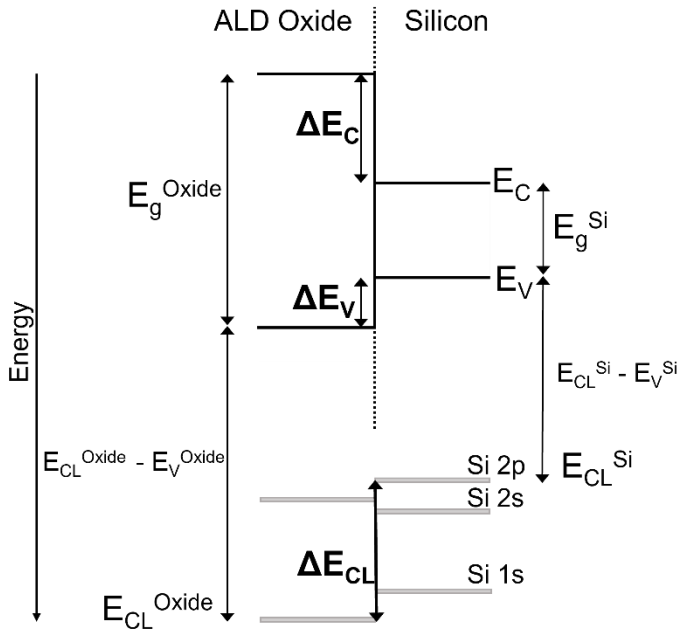 ALD Oxide Silicon
ΔE_C
E_C
E_g^Oxide
E_g^Si
E_V
ΔE_V
Energy
E_CL^Si - E_V^Si
E_CL^Oxide - E_V^Oxide
Si 2p
E_CL^Si
Si 2s
ΔE_CL
Si 1s
E_CL^Oxide